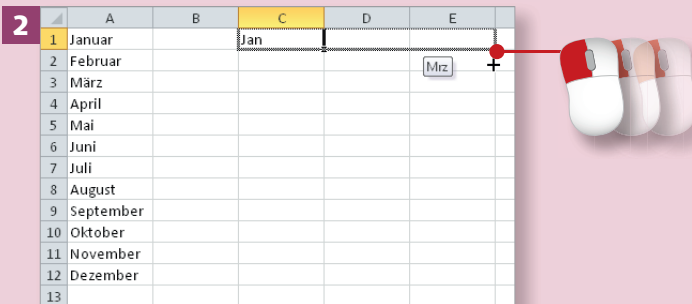 2
A B C D E
1 Januar Jan
2 Februar Mrz
3 März
4 April
5 Mai
6 Juni
7 Juli
8 August
9 September
10 Oktober
11 November
12 Dezember
13